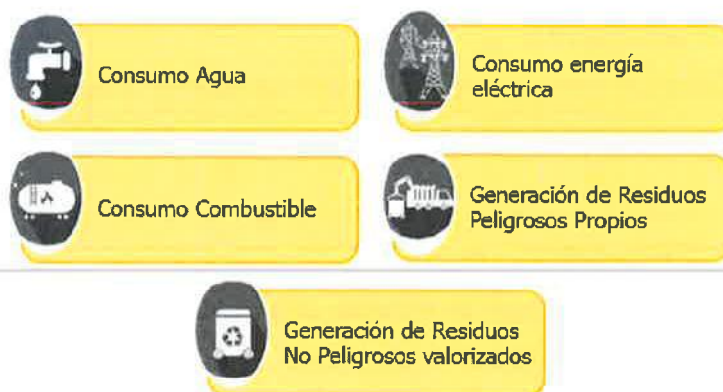 Consumo Agua
Consumo energía
eléctrica
Consumo Combustible
Generación de Residuos
Peligrosos Propios
Generación de Residuos
No Peligrosos valorizados